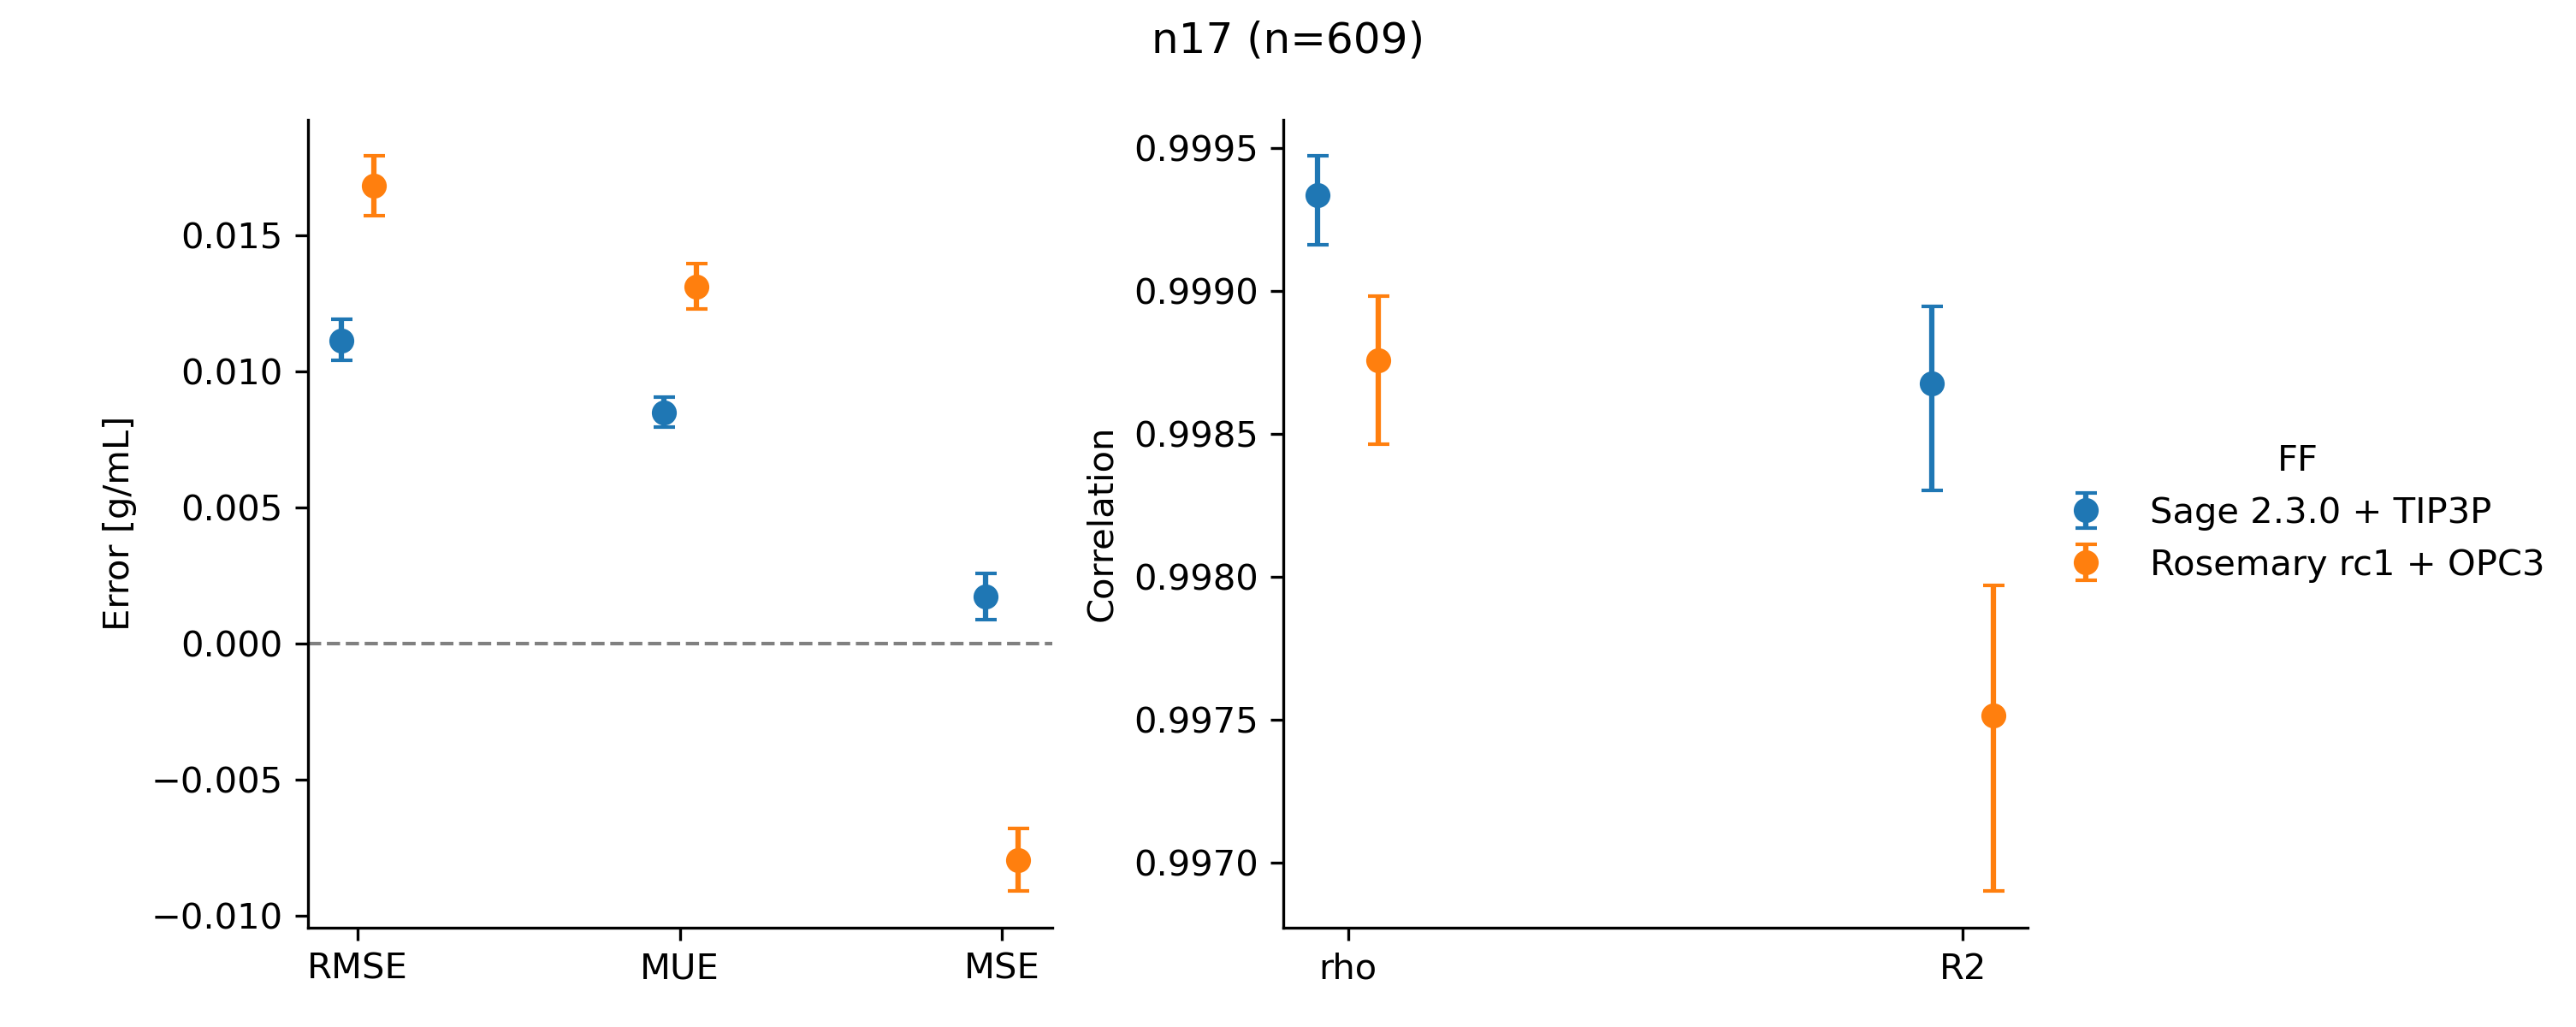 n17 (n=609)
Error [g/mL]
0.015
0.010
0.005
0.000
−0.005
−0.010
RMSE
MUE
MSE
Correlation
0.9995
0.9990
0.9985
0.9980
0.9975
0.9970
rho
R2
FF
Sage 2.3.0 + TIP3P
Rosemary rc1 + OPC3